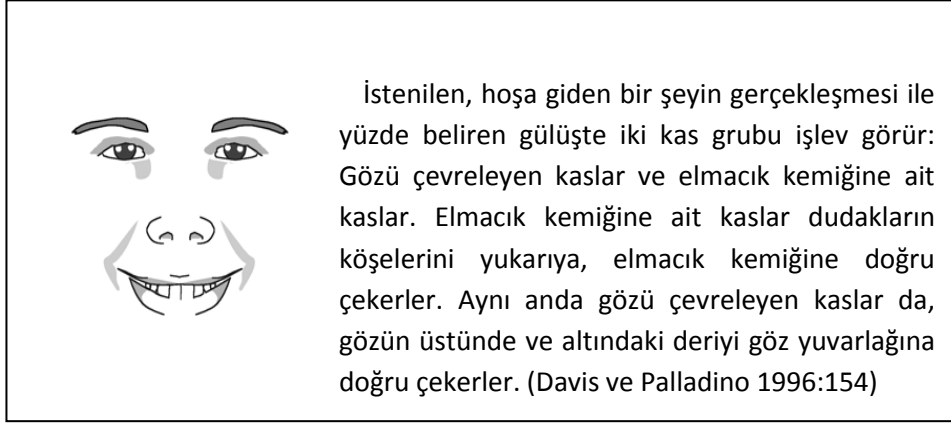 İstenilen, hoşa giden bir şeyin gerçekleşmesi ile
yüzde beliren gülüşte iki kas grubu işlev görür:
Gözü çevreleyen kaslar ve elmacık kemiğine ait
kaslar. Elmacık kemiğine ait kaslar dudakların
köşelerini yukarıya, elmacık kemiğine doğru
çekerler. Aynı anda gözü çevreleyen kaslar da,
gözün üstünde ve altındaki deriyi göz yuvarlağına
doğru çekerler. (Davis ve Palladino 1996:154)